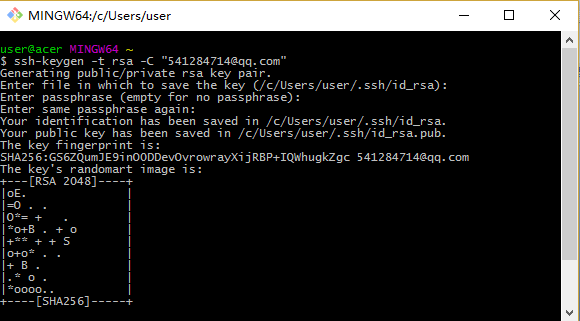 MINGW64:/c/Users/user
user@acer MINGW64 ~
$ ssh-keygen -t rsa -C "541284714@qq.com"
Generating public/private rsa key pair.
Enter file in which to save the key (/c/Users/user/.ssh/id_rsa):
Enter passphrase (empty for no passphrase):
Enter same passphrase again:
Your identification has been saved in /c/Users/user/.ssh/id_rsa.
Your public key has been saved in /c/Users/user/.ssh/id_rsa.pub.
The key fingerprint is:
SHA256:GS6ZQumJE9inOODDevOvrowrayXijRBP+IQWhugkZgc 541284714@qq.com
The key's randomart image is:
+---[RSA 2048]----+
|oE.              |
|=O . .           |
|O*= +   .        |
|*o+B . + o       |
|+** + + S        |
|o+o* . .         |
|+ B .            |
|.* o .           |
|*oooo..          |
+----[SHA256]-----+